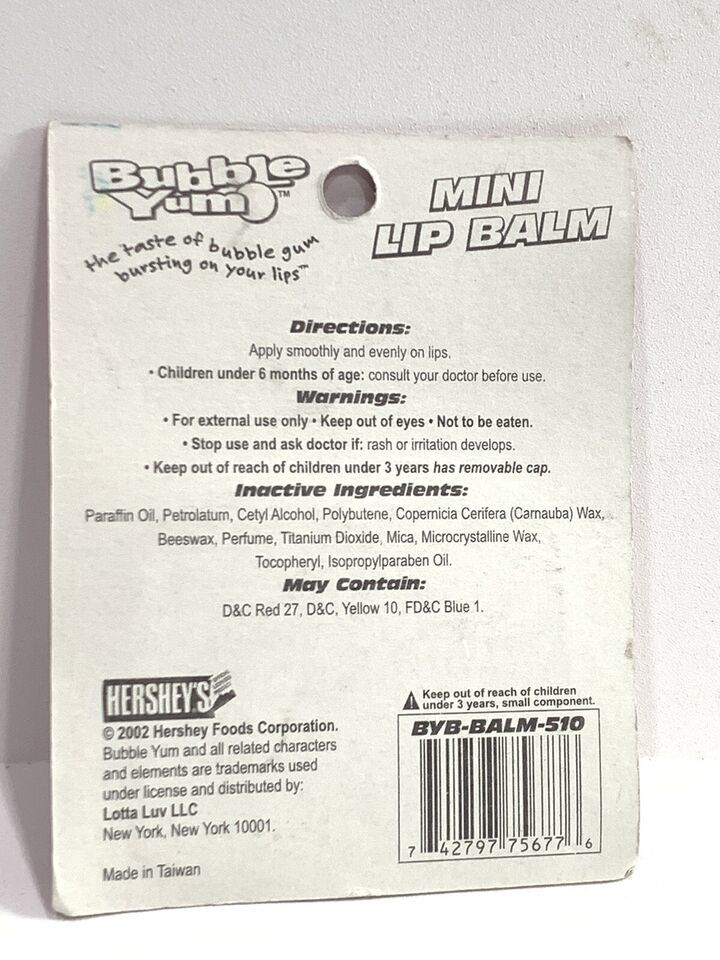 Bubble Yum™
the taste of bubble gum
bursting on your lips™
MINI
LIP BALM
Directions:
Apply smoothly and evenly on lips.
• Children under 6 months of age: consult your doctor before use.
Warnings:
• For external use only • Keep out of eyes • Not to be eaten.
• Stop use and ask doctor if: rash or irritation develops.
• Keep out of reach of children under 3 years has removable cap.
Inactive Ingredients:
Paraffin Oil, Petrolatum, Cetyl Alcohol, Polybutene, Copernicia Cerifera (Carnauba) Wax,
Beeswax, Perfume, Titanium Dioxide, Mica, Microcrystalline Wax,
Tocopheryl, Isopropylparaben Oil.
May Contain:
D&C Red 27, D&C, Yellow 10, FD&C Blue 1.
HERSHEY'S
© 2002 Hershey Foods Corporation.
Bubble Yum and all related characters
and elements are trademarks used
under license and distributed by:
Lotta Luv LLC
New York, New York 10001.
Made in Taiwan
Keep out of reach of children
under 3 years, small component.
BYB-BALM-510
7 42797 75677 6